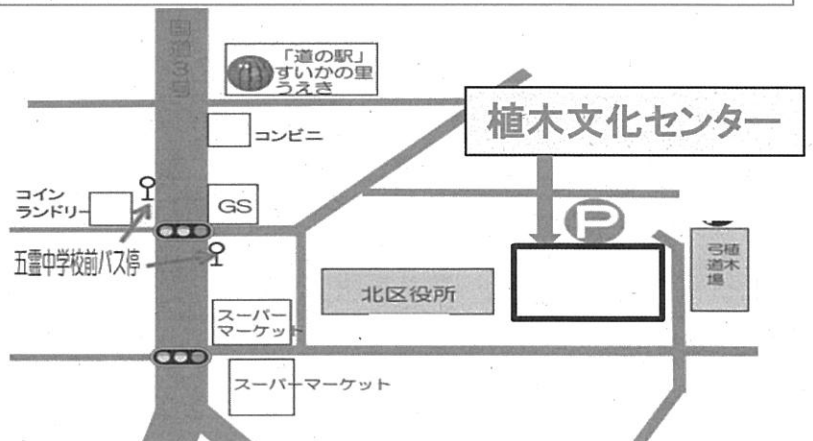 国道3号
「道の駅」
すいかの里
うえき
植木文化センター
コンビニ
コイン
ランドリー
GS
P
五霊中学校前バス停
植木
弓道場
北区役所
スーパー
マーケット
スーパーマーケット